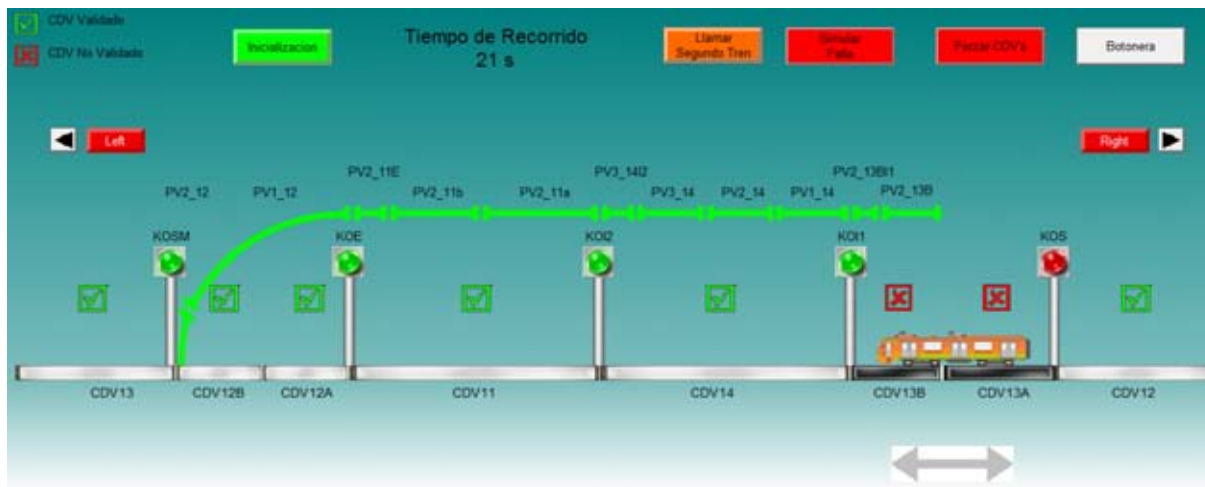 CDV Validado
CDV No Validado
Inicializacion
Tiempo de Recorrido
21 s
Llamar
Segundo Tren
Simular
Falla
Forzar CDV's
Botonera
Left
Right
PV2_11E
PV3_14I2
PV2_13BI1
PV2_12
PV1_12
PV2_11b
PV2_11a
PV3_14
PV2_14
PV1_14
PV2_13B
KOSM
KOE
KOI2
KOI1
KOS
CDV13
CDV12B
CDV12A
CDV11
CDV14
CDV13B
CDV13A
CDV12